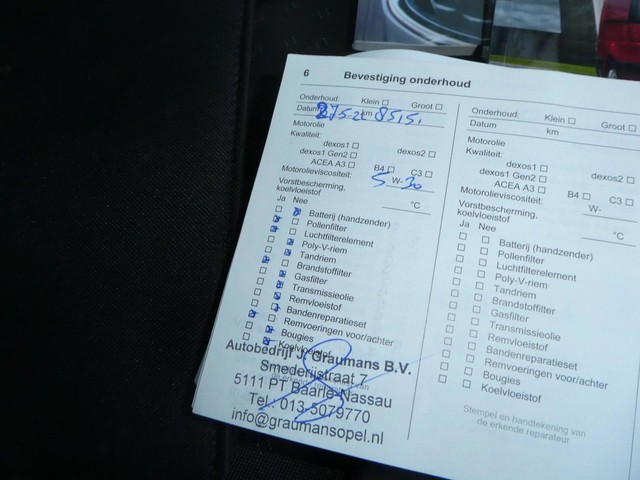 6 Bevestiging onderhoud
Onderhoud: Klein Groot
Datum km
Motorolie
Kwaliteit:
dexos1 dexos2
dexos1 Gen2
ACEA A3 B4 C3
Motorolieviscositeit: 5 W- 30
Vorstbescherming,
koelvloeistof °C
Ja Nee
Batterij (handzender)
Pollenfilter
Luchtfilterelement
Poly-V-riem
Tandriem
Brandstoffilter
Gasfilter
Transmissieolie
Remvloeistof
Bandenreparatieset
Remvoeringen voor/achter
Bougies
Koelvloeistof
Autobedrijf J. Graumans B.V.
Smederijstraat 7
5111 PT Baarle-Nassau
Tel.: 013-5079770
info@graumansopel.nl
Onderhoud: Klein Groot
Datum km
Motorolie
Kwaliteit:
dexos1 dexos2
dexos1 Gen2
ACEA A3 B4 C3
Motorolieviscositeit: W-
Vorstbescherming,
koelvloeistof °C
Ja Nee
Batterij (handzender)
Pollenfilter
Luchtfilterelement
Poly-V-riem
Tandriem
Brandstoffilter
Gasfilter
Transmissieolie
Remvloeistof
Bandenreparatieset
Remvoeringen voor/achter
Bougies
Koelvloeistof
Stempel en handtekening van
de erkende reparateur